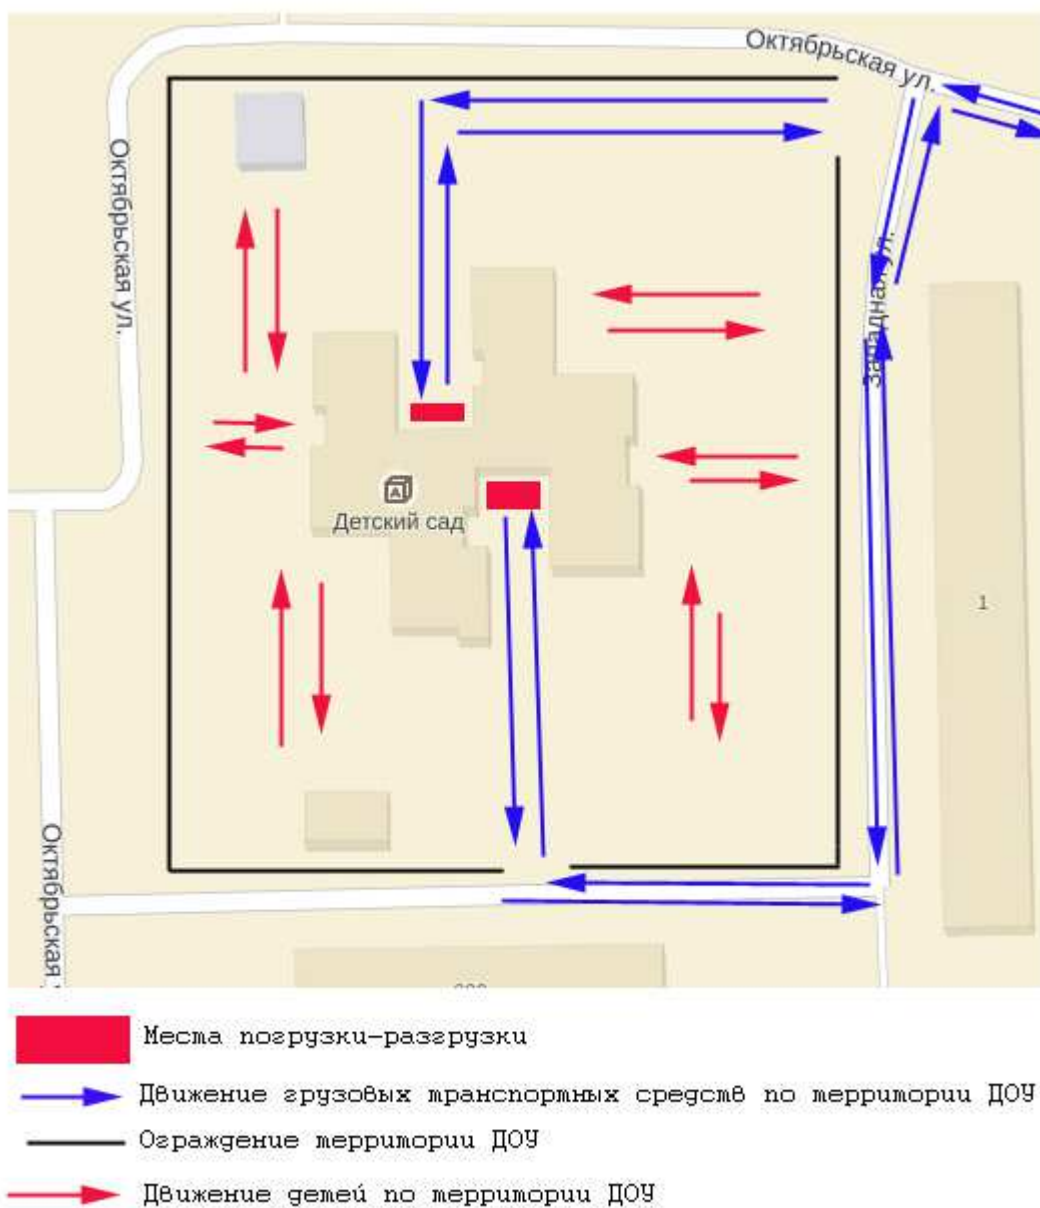 Октябрьская ул.
Октябрьская ул.
Западная ул.
А
Детский сад
1
Октябрьская
Места погрузки-разгрузки
Движение грузовых транспортных средств по территории ДОУ
Ограждение территории ДОУ
Движение детей по территории ДОУ